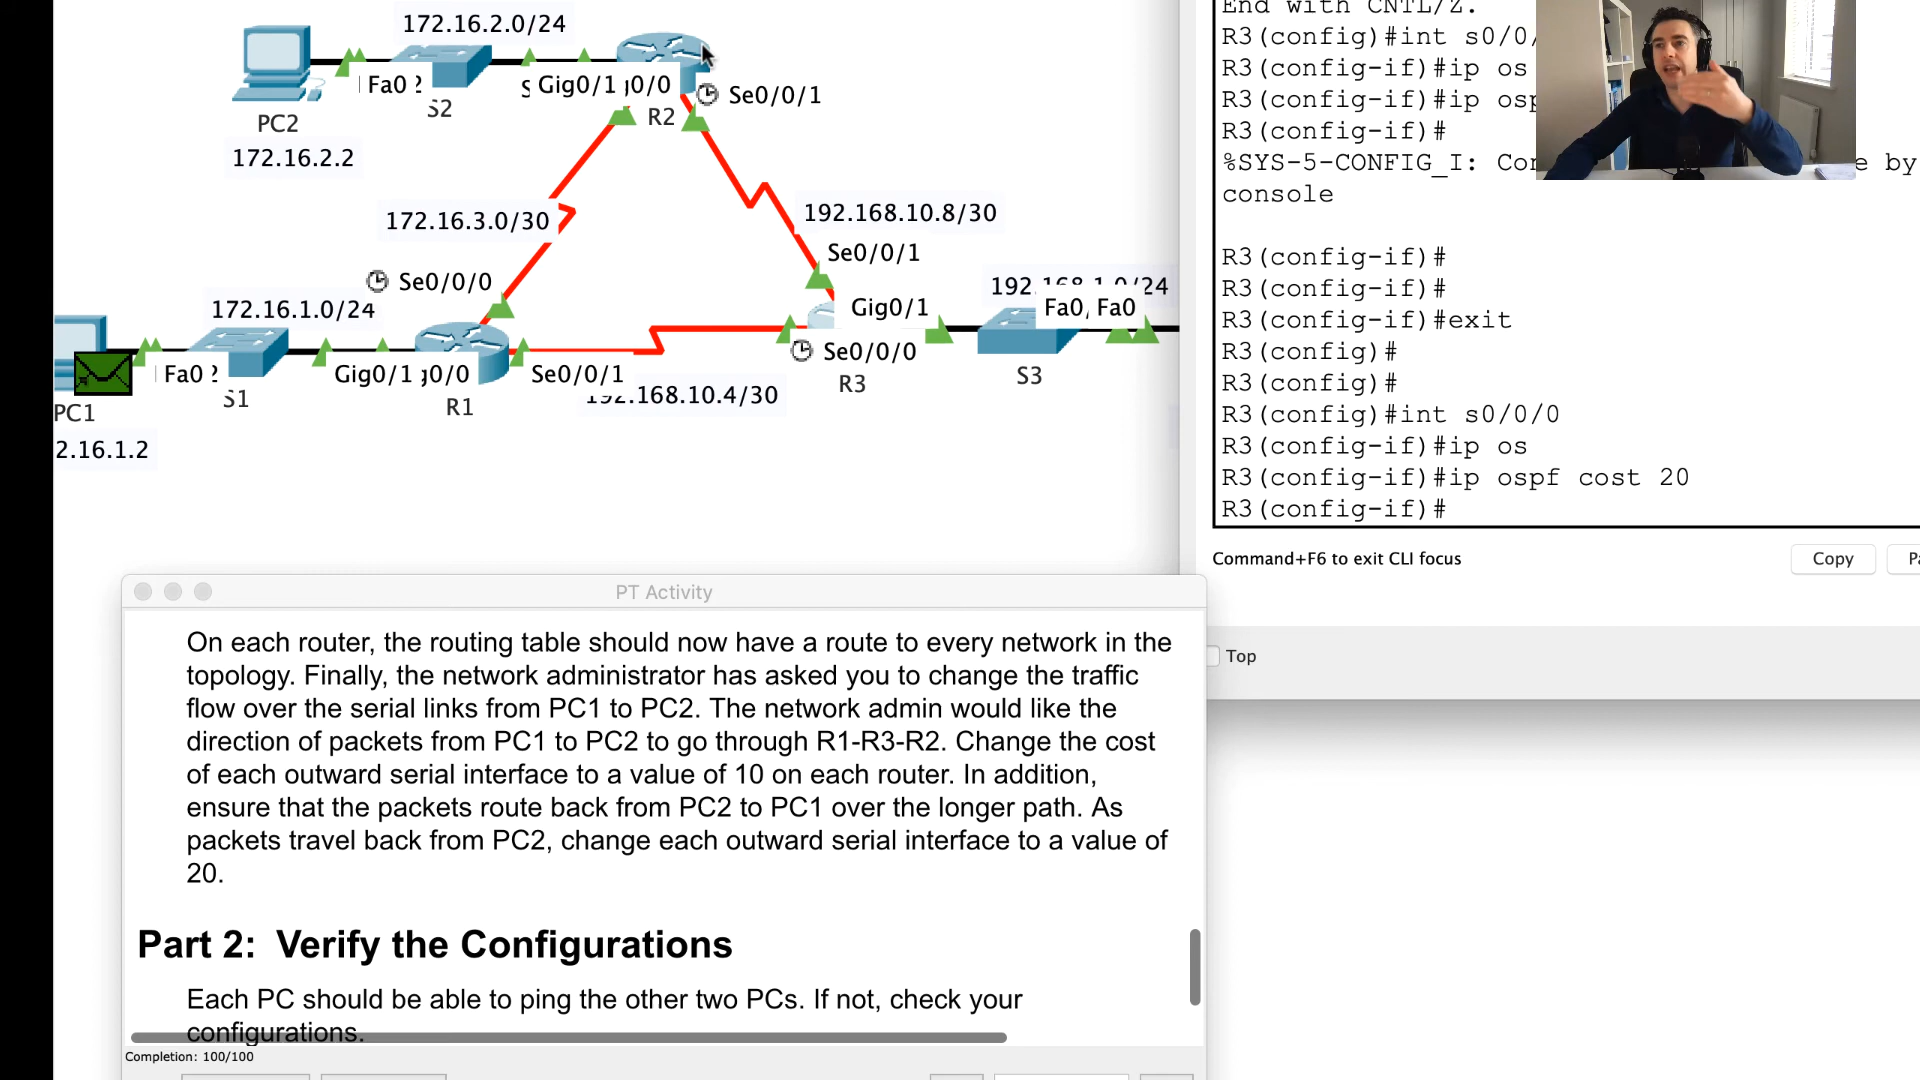 172.16.2.0/24
Fa0
Gig0/1
g0/0
Se0/0/1
PC2
S2
R2
172.16.2.2
172.16.3.0/30
192.168.10.8/30
Se0/0/1
Se0/0/0
172.16.1.0/24
Gig0/1
Fa0
Fa0
Fa0
Gig0/1
g0/0
Se0/0/1
Se0/0/0
S1
R1
.168.10.4/30
R3
S3
PC1
2.16.1.2
End with CNTL/Z.
R3(config)#int s0/0/
R3(config-if)#ip os
R3(config-if)#ip osp
R3(config-if)#
%SYS-5-CONFIG_I: Con e by
console
R3(config-if)#
R3(config-if)#
R3(config-if)#exit
R3(config)#
R3(config)#
R3(config)#int s0/0/0
R3(config-if)#ip os
R3(config-if)#ip ospf cost 20
R3(config-if)#
Command+F6 to exit CLI focus
Copy
Top
PT Activity
On each router, the routing table should now have a route to every network in the
topology. Finally, the network administrator has asked you to change the traffic
flow over the serial links from PC1 to PC2. The network admin would like the
direction of packets from PC1 to PC2 to go through R1-R3-R2. Change the cost
of each outward serial interface to a value of 10 on each router. In addition,
ensure that the packets route back from PC2 to PC1 over the longer path. As
packets travel back from PC2, change each outward serial interface to a value of
20.
Part 2: Verify the Configurations
Each PC should be able to ping the other two PCs. If not, check your
configurations.
Completion: 100/100